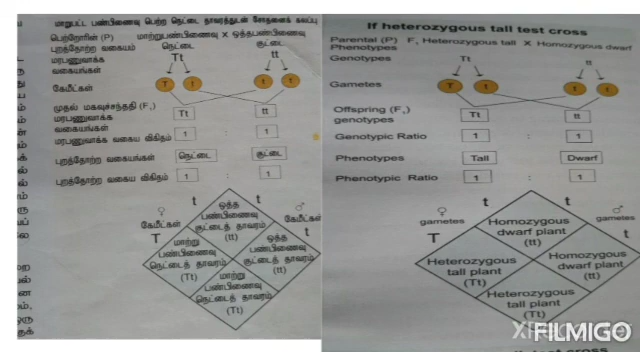 மாறுபட்ட பண்பிணைவு பெற்ற நெட்டை தாவரத்துடன் சோதனைக் கலப்பு
பெற்றோரின் (P) மாற்றுபண்பிணைவு X ஒத்தபண்பிணைவு
புறத்தோற்ற வகையம் நெட்டை குட்டை
மரபணுவாக்க Tt tt
வகையங்கள்
கேமீட்கள் T t t t
முதல் மகவுச்சந்ததி (F₁)
மரபணுவாக்க Tt tt
வகையங்கள்
மரபணுவாக்க வகைய விகிதம் 1 : 1
புறத்தோற்ற வகையங்கள் நெட்டை குட்டை
புறத்தோற்ற வகைய விகிதம் 1 : 1
t t
♀ ♂
கேமீட்கள் கேமீட்கள்
T t
ஒத்த
பண்பிணைவு
குட்டைத் தாவரம்
(tt)
மாற்று
பண்பிணைவு
நெட்டைத் தாவரம்
(Tt)
ஒத்த
பண்பிணைவு
குட்டைத் தாவரம்
(tt)
மாற்று
பண்பிணைவு
நெட்டைத் தாவரம்
(Tt)
If heterozygous tall test cross
Parental (P) F₁ Heterozygous tall X Homozygous dwarf
Phenotypes
Genotypes Tt tt
Gametes T t t t
Offspring (F₁) Tt tt
genotypes
Genotypic Ratio 1 : 1
Phenotypes Tall Dwarf
Phenotypic Ratio 1 : 1
t t
♀ ♂
gametes gametes
T t
Homozygous
dwarf plant
(tt)
Heterozygous
tall plant
(Tt)
Homozygous
dwarf plant
(tt)
Heterozygous
tall plant
(Tt)
FILMIGO
test cross